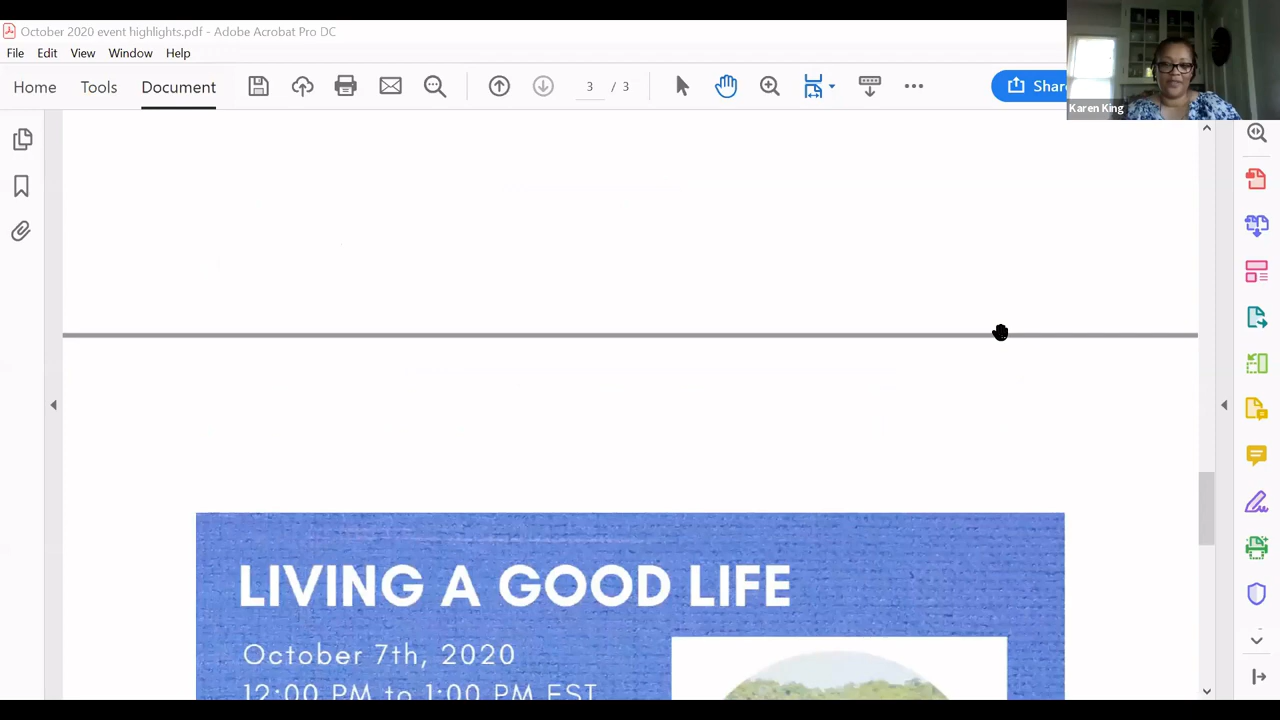 October 2020 event highlights.pdf - Adobe Acrobat Pro DC
File Edit View Window Help
Home Tools Document 3 / 3 Shar
Karen King
LIVING A GOOD LIFE
October 7th, 2020
12:00 PM to 1:00 PM EST